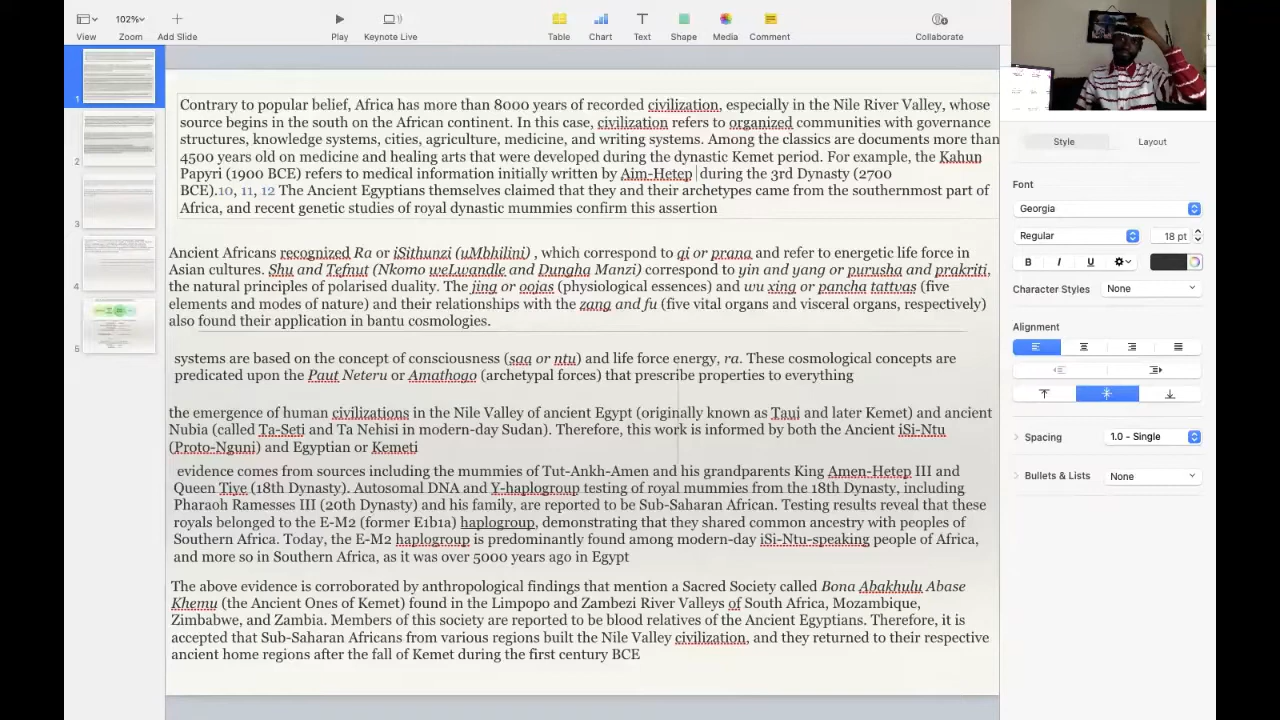 102%
View Zoom Add Slide Play Keynote Live Table Chart Text Shape Media Comment Collaborate
1
2
3
4
Contrary to popular belief, Africa has more than 8000 years of recorded civilization, especially in the Nile River Valley, whose
source begins in the south on the African continent. In this case, civilization refers to organized communities with governance
structures, knowledge systems, cities, agriculture, medicine, and writing systems. Among the classics are documents more than
4500 years old on medicine and healing arts that were developed during the dynastic Kemet period. For example, the Kahun
Papyri (1900 BCE) refers to medical information initially written by Aim-Hetep during the 3rd Dynasty (2700
BCE).10, 11, 12 The Ancient Egyptians themselves claimed that they and their archetypes came from the southernmost part of
Africa, and recent genetic studies of royal dynastic mummies confirm this assertion
Ancient Africans recognized Ra or iSithunzi (uMbhilini) , which correspond to qi or prana and refer to energetic life force in
Asian cultures. Shu and Tefnut (Nkomo weLwandle and Dungha Manzi) correspond to yin and yang or purusha and prakriti,
the natural principles of polarised duality. The jing or oojas (physiological essences) and wu xing or pancha tattvas (five
elements and modes of nature) and their relationships with the zang and fu (five vital organs and visceral organs, respectively)
also found their application in bantu cosmologies.
systems are based on the concept of consciousness (saa or ntu) and life force energy, ra. These cosmological concepts are
predicated upon the Paut Neteru or Amathogo (archetypal forces) that prescribe properties to everything
the emergence of human civilizations in the Nile Valley of ancient Egypt (originally known as Taui and later Kemet) and ancient
Nubia (called Ta-Seti and Ta Nehisi in modern-day Sudan). Therefore, this work is informed by both the Ancient iSi-Ntu
(Proto-Nguni) and Egyptian or Kemeti
evidence comes from sources including the mummies of Tut-Ankh-Amen and his grandparents King Amen-Hetep III and
Queen Tiye (18th Dynasty). Autosomal DNA and Y-haplogroup testing of royal mummies from the 18th Dynasty, including
Pharaoh Ramesses III (20th Dynasty) and his family, are reported to be Sub-Saharan African. Testing results reveal that these
royals belonged to the E-M2 (former E1b1a) haplogroup, demonstrating that they shared common ancestry with peoples of
Southern Africa. Today, the E-M2 haplogroup is predominantly found among modern-day iSi-Ntu-speaking people of Africa,
and more so in Southern Africa, as it was over 5000 years ago in Egypt
The above evidence is corroborated by anthropological findings that mention a Sacred Society called Bona Abakhulu Abase
Khemu (the Ancient Ones of Kemet) found in the Limpopo and Zambezi River Valleys of South Africa, Mozambique,
Zimbabwe, and Zambia. Members of this society are reported to be blood relatives of the Ancient Egyptians. Therefore, it is
accepted that Sub-Saharan Africans from various regions built the Nile Valley civilization, and they returned to their respective
ancient home regions after the fall of Kemet during the first century BCE
Style Layout
Font
Georgia
Regular 18 pt
B I U
Character Styles None
Alignment
Spacing 1.0 - Single
Bullets & Lists None